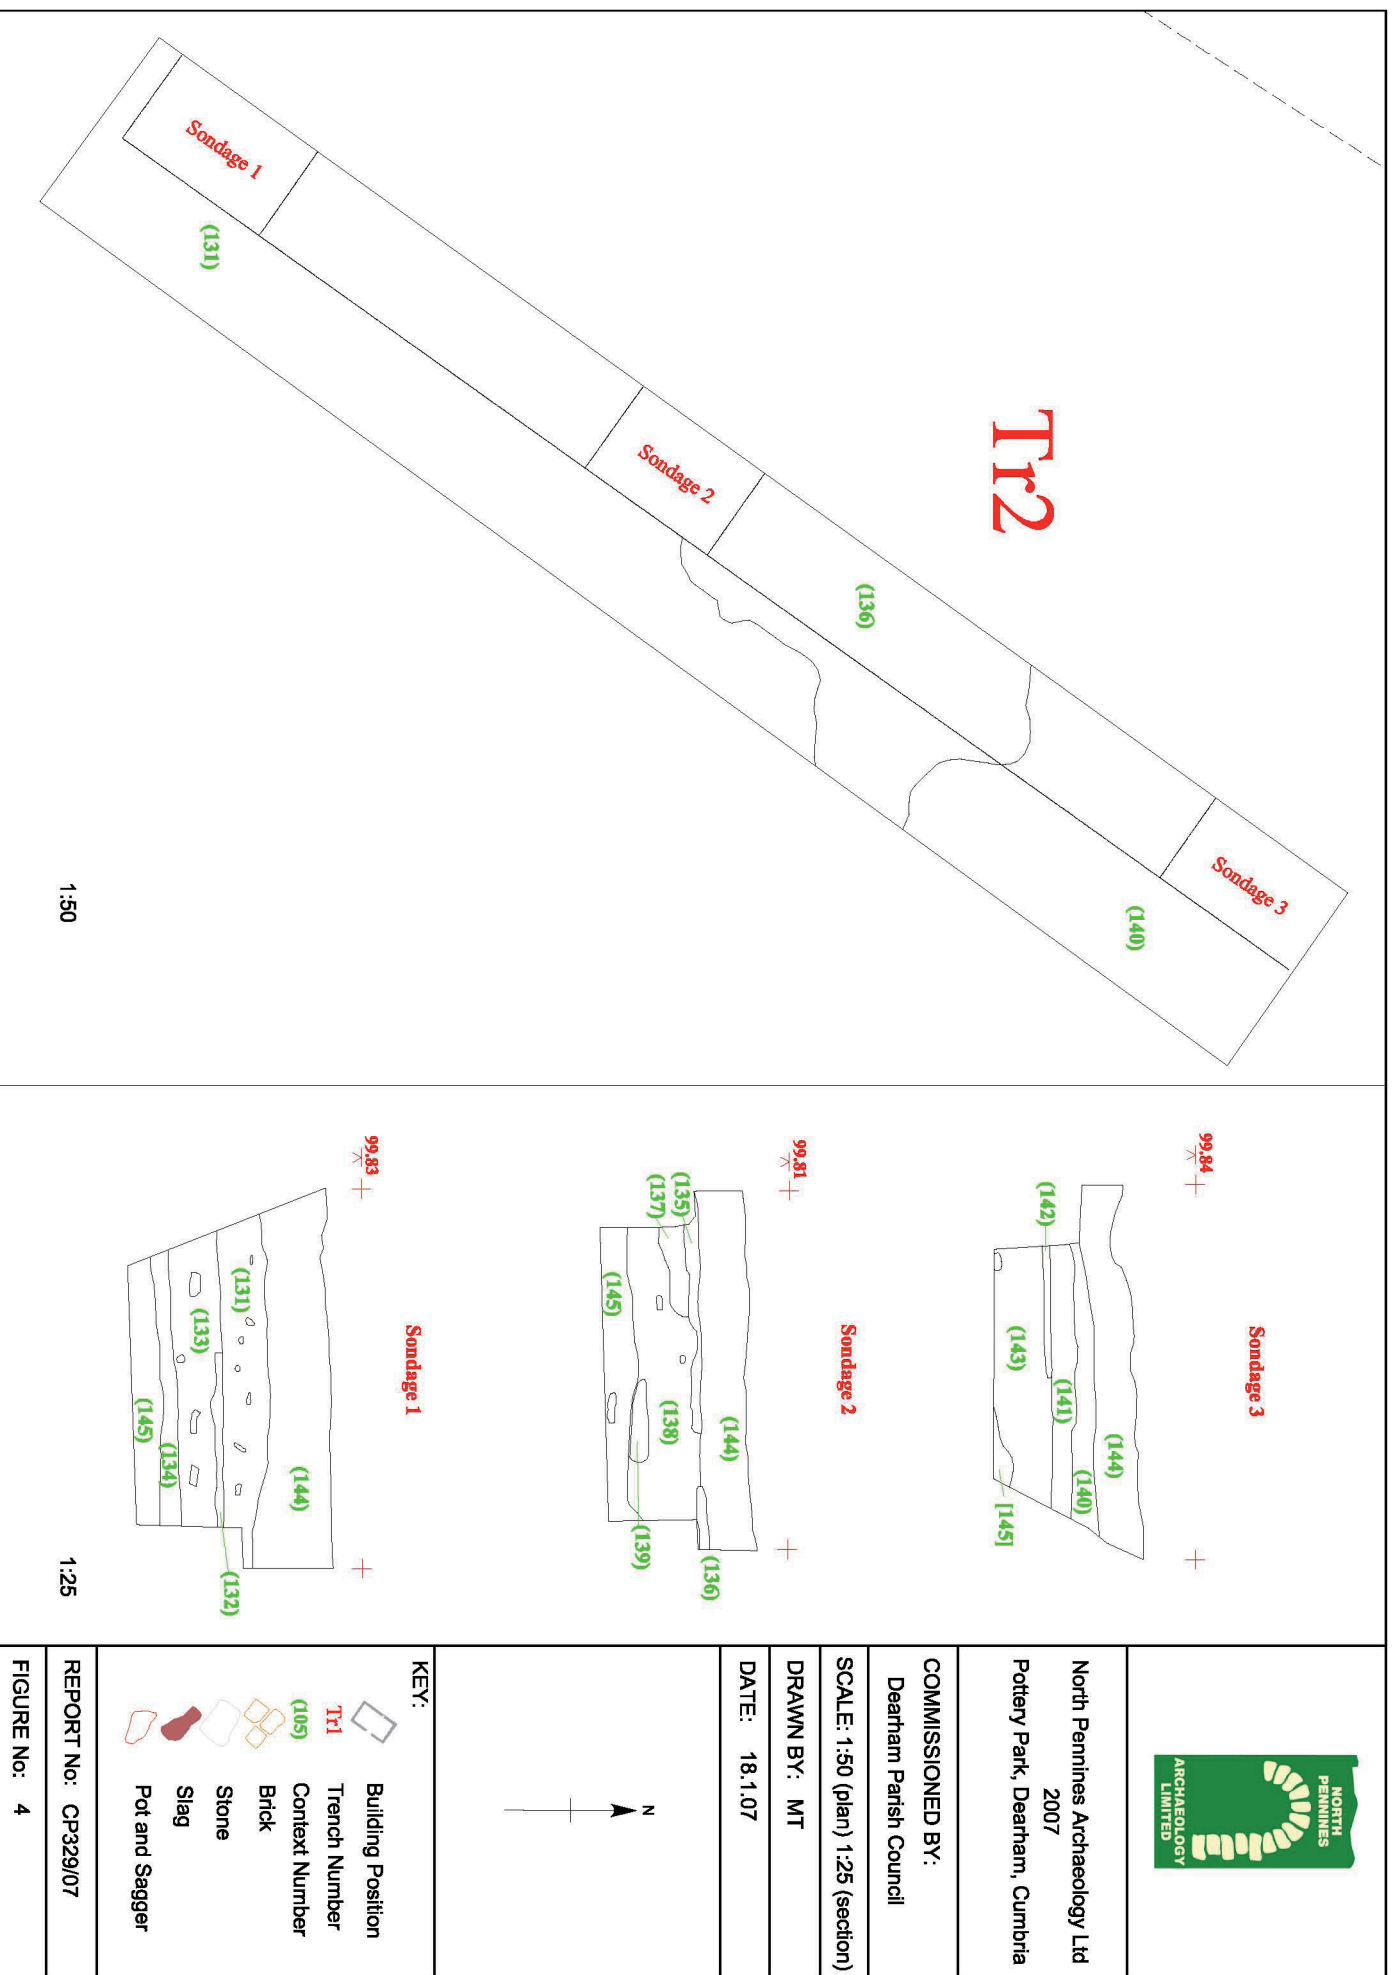 Tr2
Sondage 1
Sondage 2
Sondage 3
(131)
(136)
(140)
1:50
99.83
Sondage 1
(144)
(131)
(133)
(134)
(145)
(132)
99.81
Sondage 2
(135)
(137)
(144)
(138)
(145)
(139)
(136)
99.84
Sondage 3
(142)
(144)
(143)
(141)
(140)
[145]
1:25
NORTH
PENNINES
ARCHAEOLOGY
LIMITED
North Pennines Archaeology Ltd
2007
Pottery Park, Dearham, Cumbria
COMMISSIONED BY:
Dearham Parish Council
SCALE: 1:50 (plan) 1:25 (section)
DRAWN BY: MT
DATE: 18.1.07
N
KEY:
Building Position
Tr1 Trench Number
(105) Context Number
Brick
Stone
Slag
Pot and Sagger
REPORT No: CP329/07
FIGURE No: 4